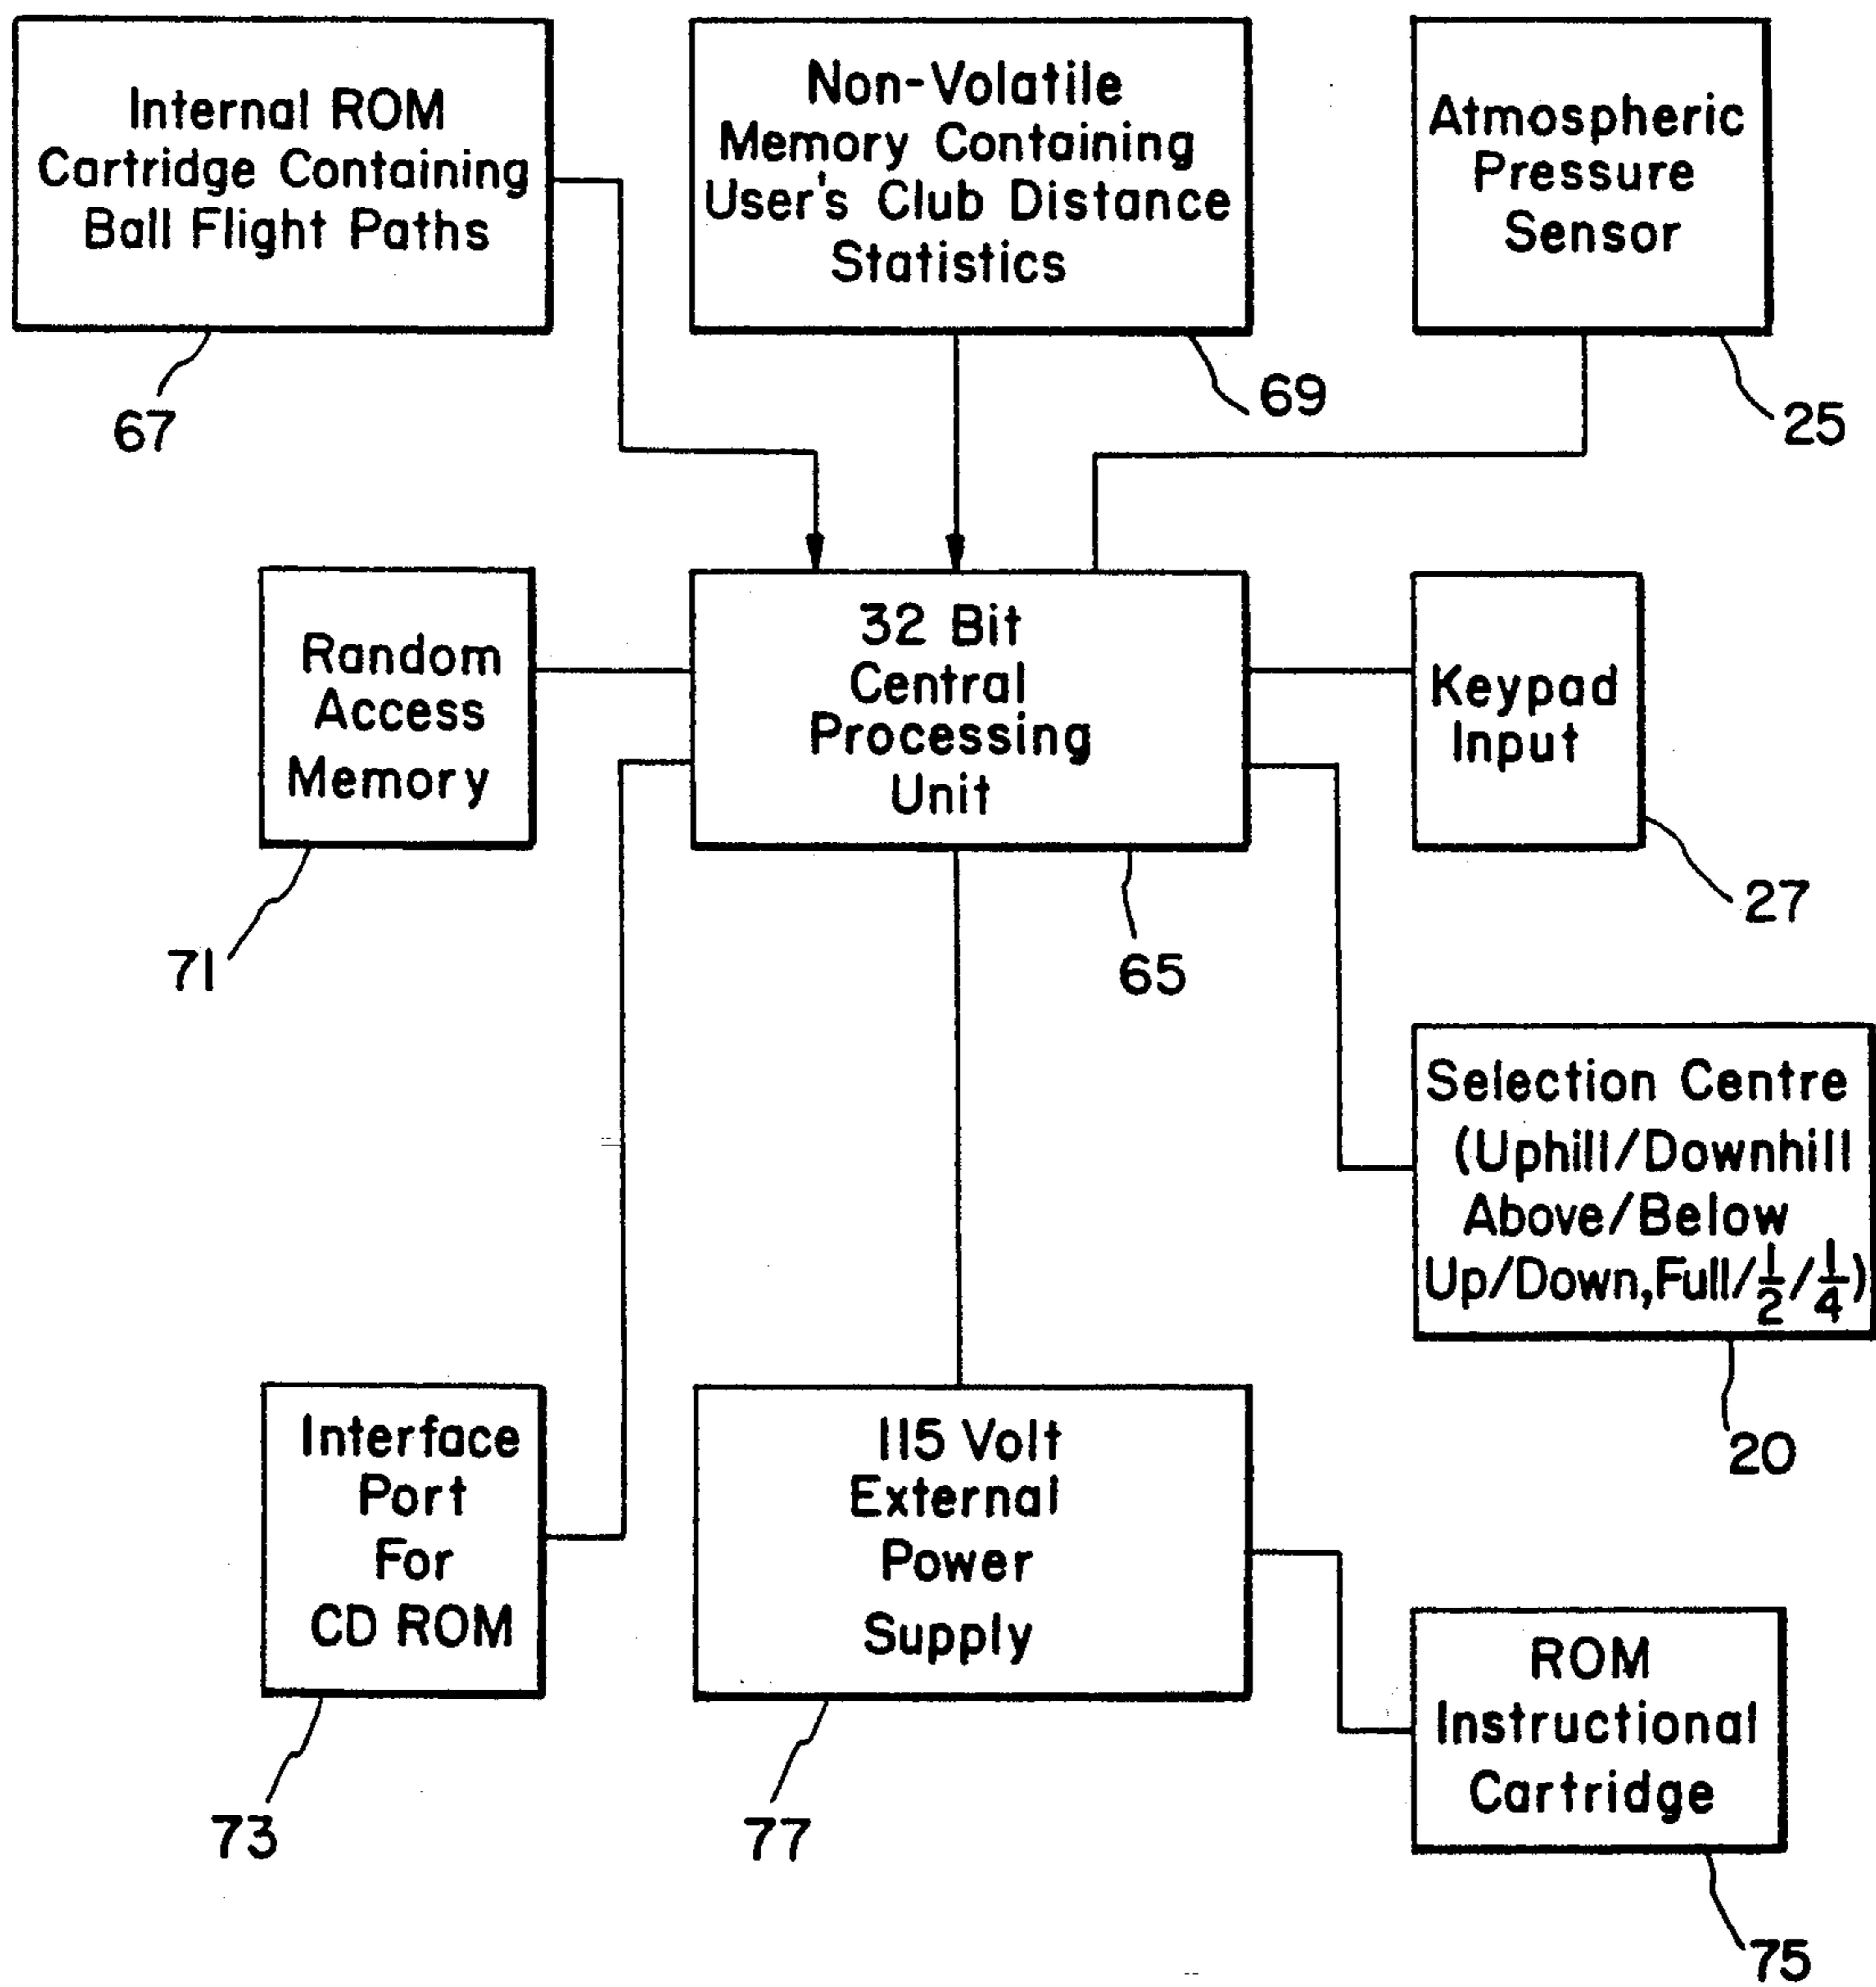 Internal ROM
Cartridge Containing
Ball Flight Paths
67
Non-Volatile
Memory Containing
User's Club Distance
Statistics
69
Atmospheric
Pressure
Sensor
25
Random
Access
Memory
71
32 Bit
Central
Processing
Unit
65
Keypad
Input
27
Selection Centre
(Uphill/Downhill
Above/Below
Up/Down,Full/1/2/1/4)
20
Interface
Port
For
CD ROM
73
115 Volt
External
Power
Supply
77
ROM
Instructional
Cartridge
75